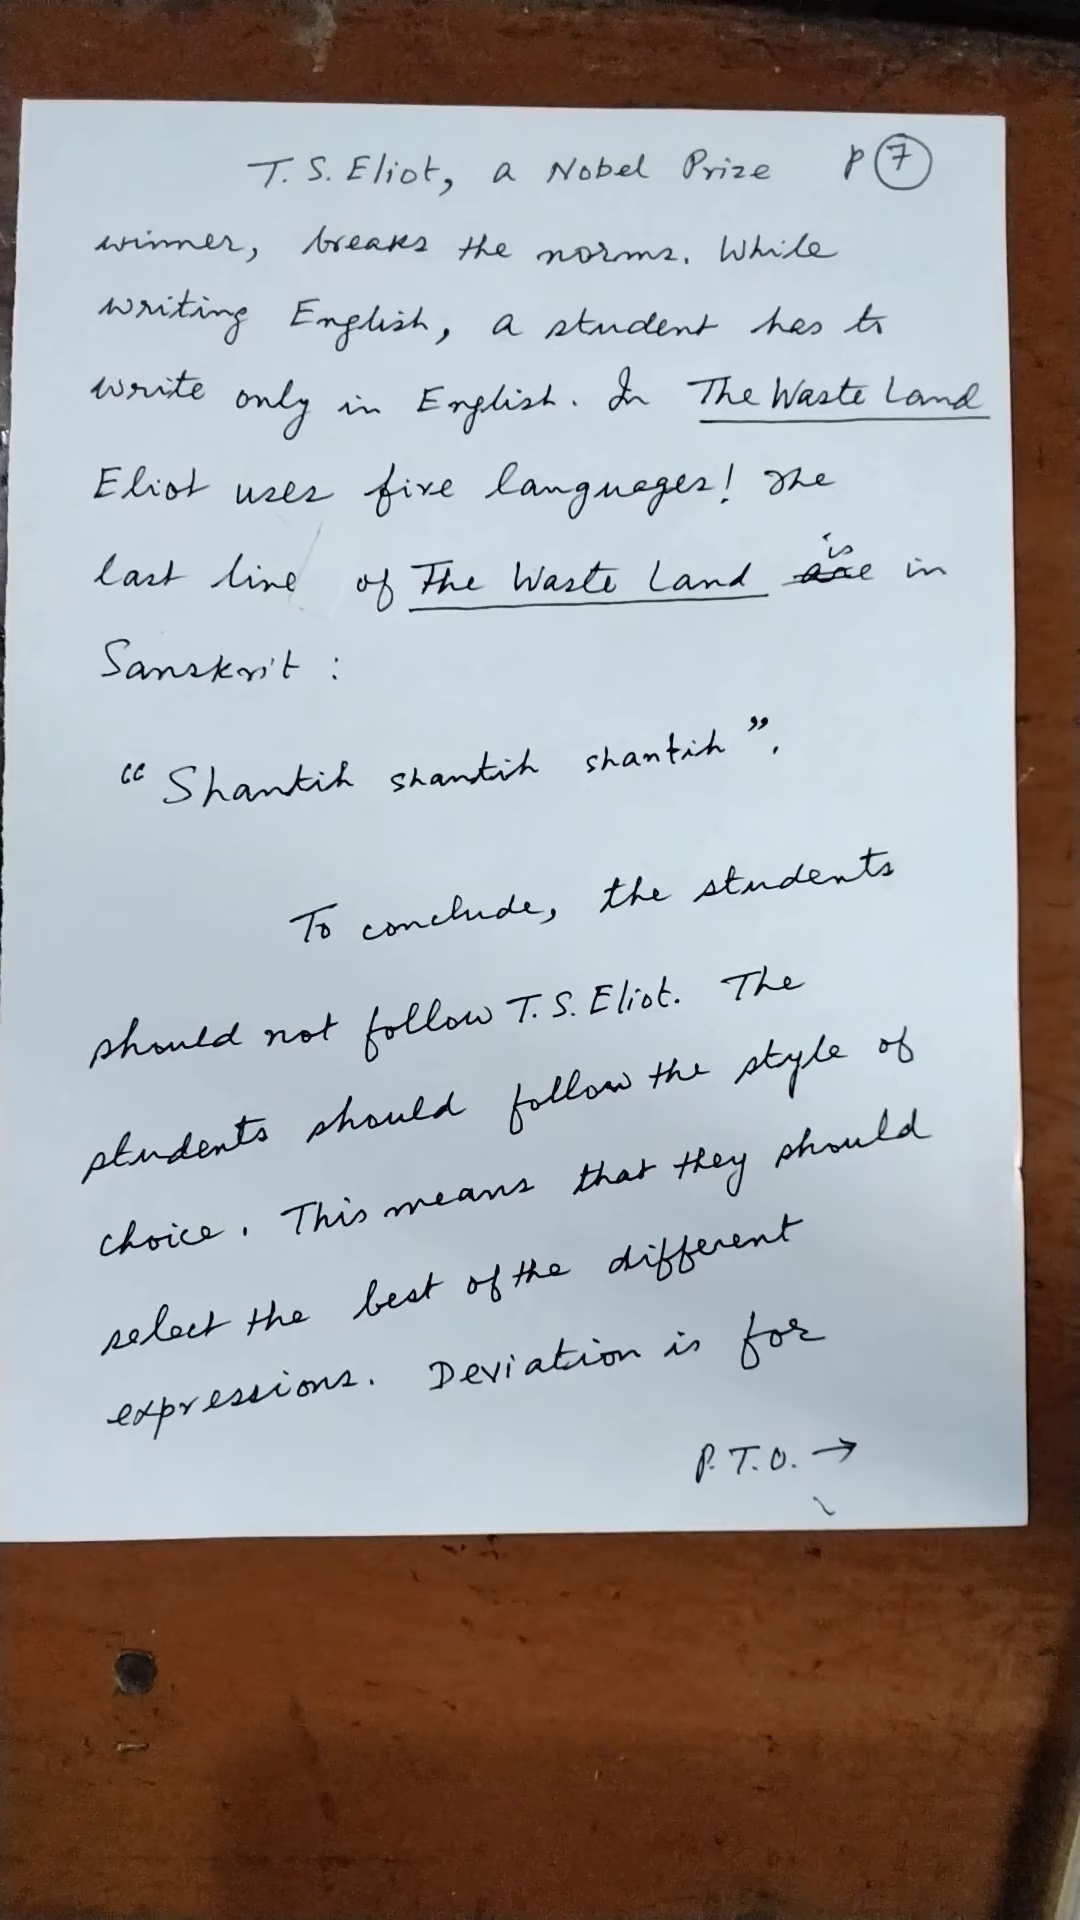 T. S. Eliot, a Nobel Prize P 7
winner, breaks the norms. While
writing English, a student has to
write only in English. In The Waste Land
Eliot uses five languages! The
last line of The Waste Land are is in
Sanskrit :
"Shantih shantih shantih".
To conclude, the students
should not follow T. S. Eliot. The
students should follow the style of
choice. This means that they should
select the best of the different
expressions. Deviation is for
P. T. O. →